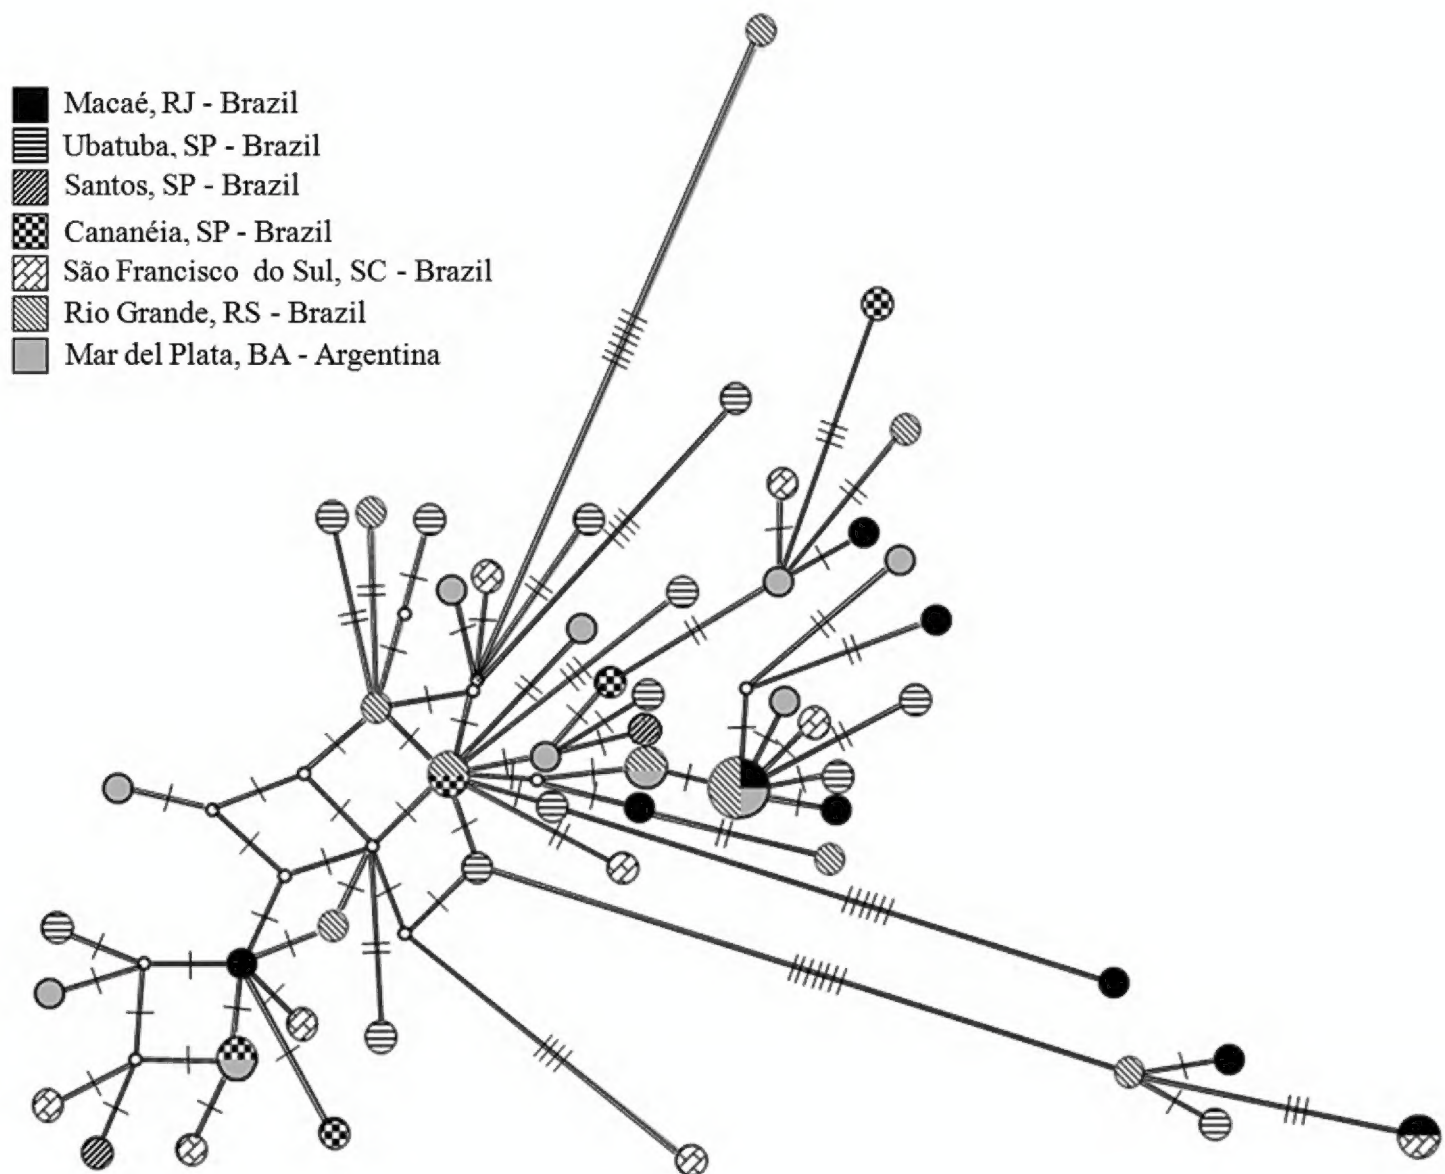 Macaé, RJ - Brazil
Ubatuba, SP - Brazil
Santos, SP - Brazil
Cananéia, SP - Brazil
São Francisco do Sul, SC - Brazil
Rio Grande, RS - Brazil
Mar del Plata, BA - Argentina